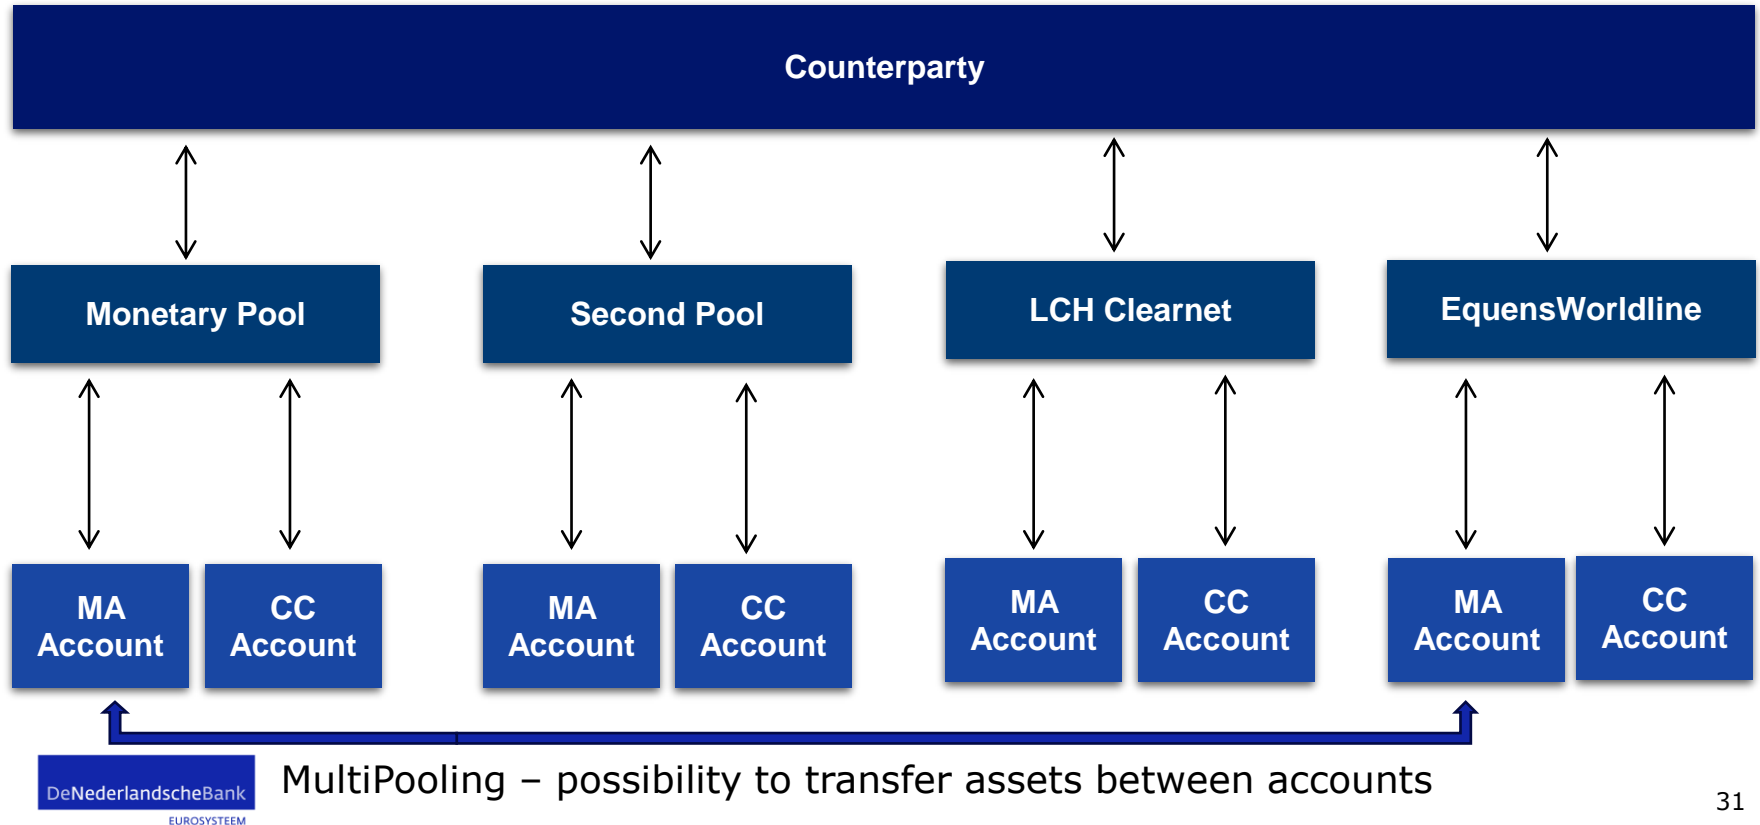 Counterparty
Monetary Pool
Second Pool
LCH Clearnet
EquensWorldline
MA
Account
CC
Account
MA
Account
CC
Account
MA
Account
CC
Account
MA
Account
CC
Account
DeNederlandscheBank
EUROSYSTEEM
MultiPooling – possibility to transfer assets between accounts
31